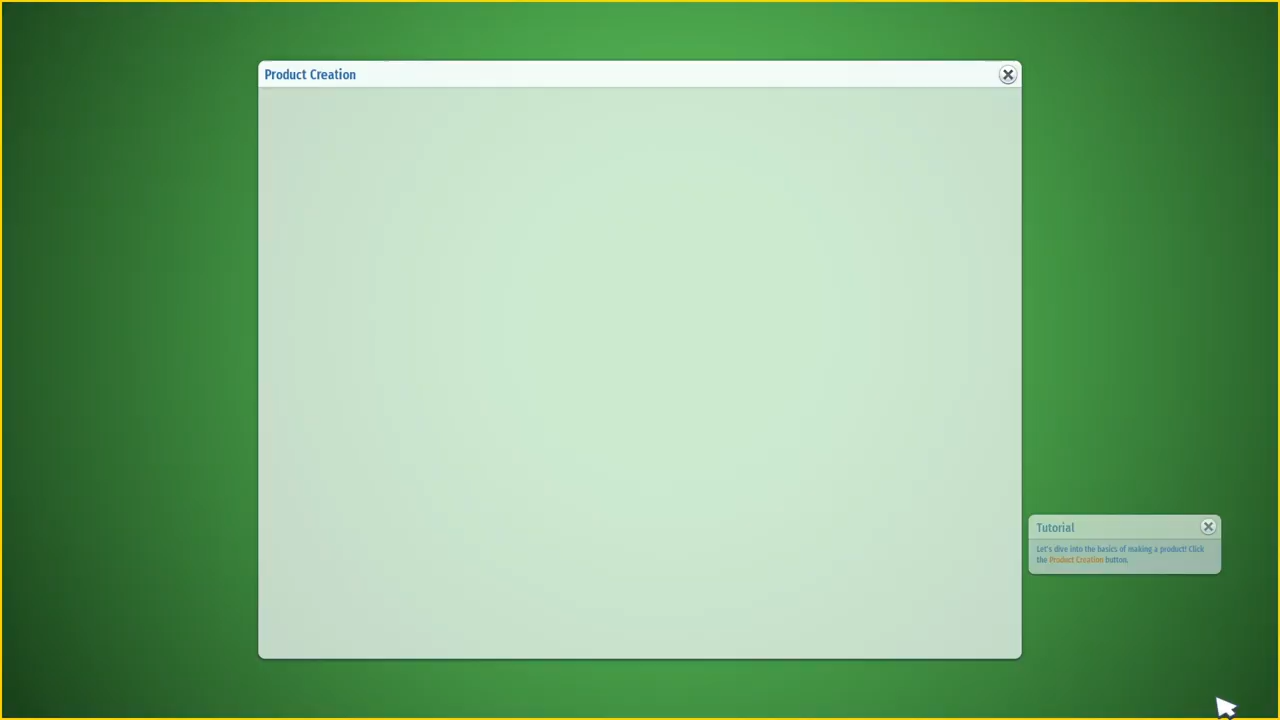 Product Creation
Tutorial
Let's dive into the basics of making a product! Click
the Product Creation button.